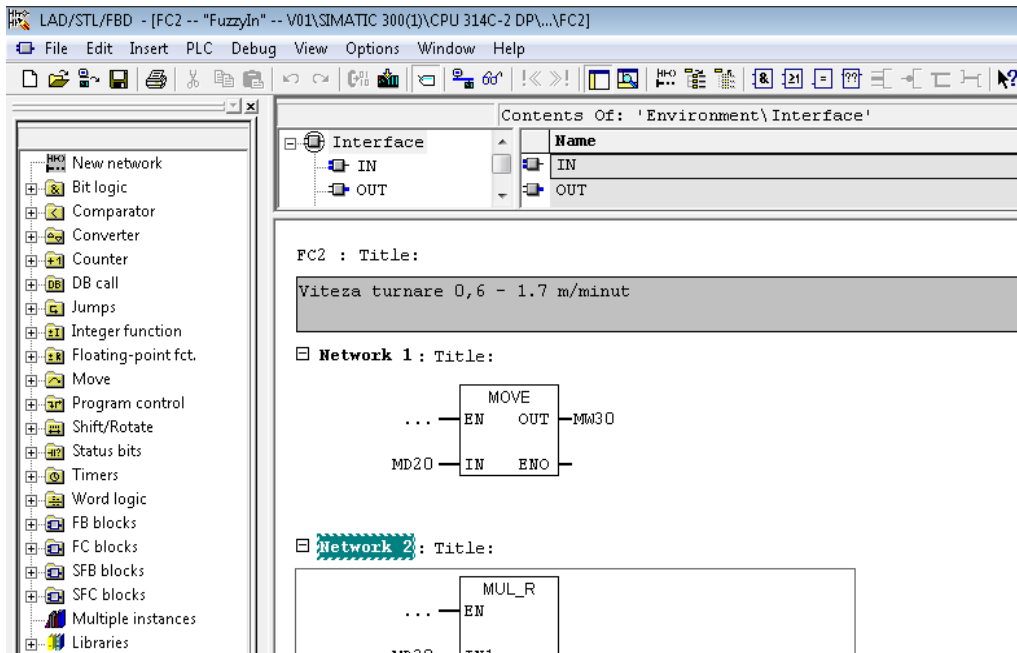 LAD/STL/FBD - [FC2 -- "FuzzyIn" -- V01\SIMATIC 300(1)\CPU 314C-2 DP\...\FC2]
File Edit Insert PLC Debug View Options Window Help
New network
Bit logic
Comparator
Converter
Counter
DB call
Jumps
Integer function
Floating-point fct.
Move
Program control
Shift/Rotate
Status bits
Timers
Word logic
FB blocks
FC blocks
SFB blocks
SFC blocks
Multiple instances
Libraries
Contents Of: 'Environment\Interface'
Interface
IN
OUT
Name
IN
OUT
FC2 : Title:
Viteza turnare 0,6 - 1.7 m/minut
Network 1 : Title:
MOVE
... EN OUT MW30
MD20 IN ENO
Network 2 : Title:
MUL_R
... EN
IN1